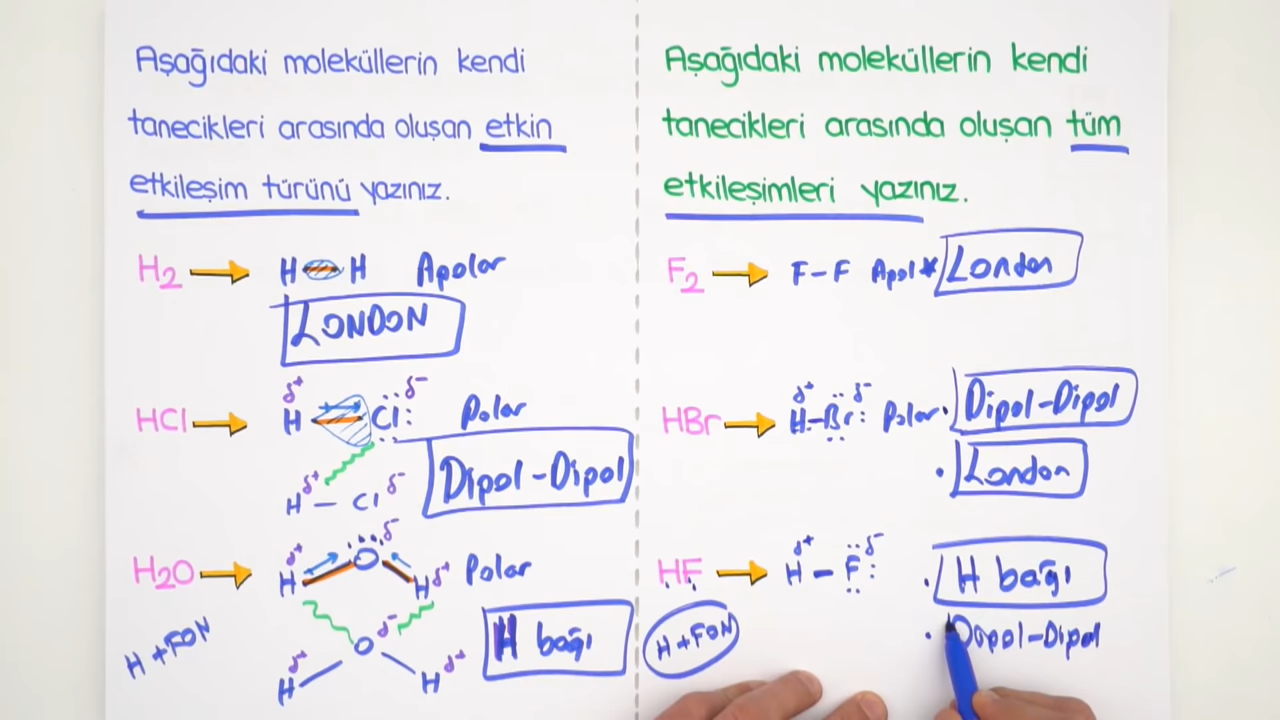 Aşağıdaki moleküllerin kendi
tanecikleri arasında oluşan etkin
etkileşim türünü yazınız.
H2 → H H Apolar
LONDON
δ+ δ-
HCl → H Cl Polar
Dipol-Dipol
δ+ δ-
H - Cl
δ-
H2O → δ+ H O H δ+ Polar
H +FON
δ-
O
H bağı
δ+ H H δ+
Aşağıdaki moleküllerin kendi
tanecikleri arasında oluşan tüm
etkileşimleri yazınız.
F2 → F-F Apol* London
δ+ δ-
HBr → H-Br Polar • Dipol-Dipol
• London
δ+ δ-
HF → H-F • H bağı
H +FON
• Dipol-Dipol